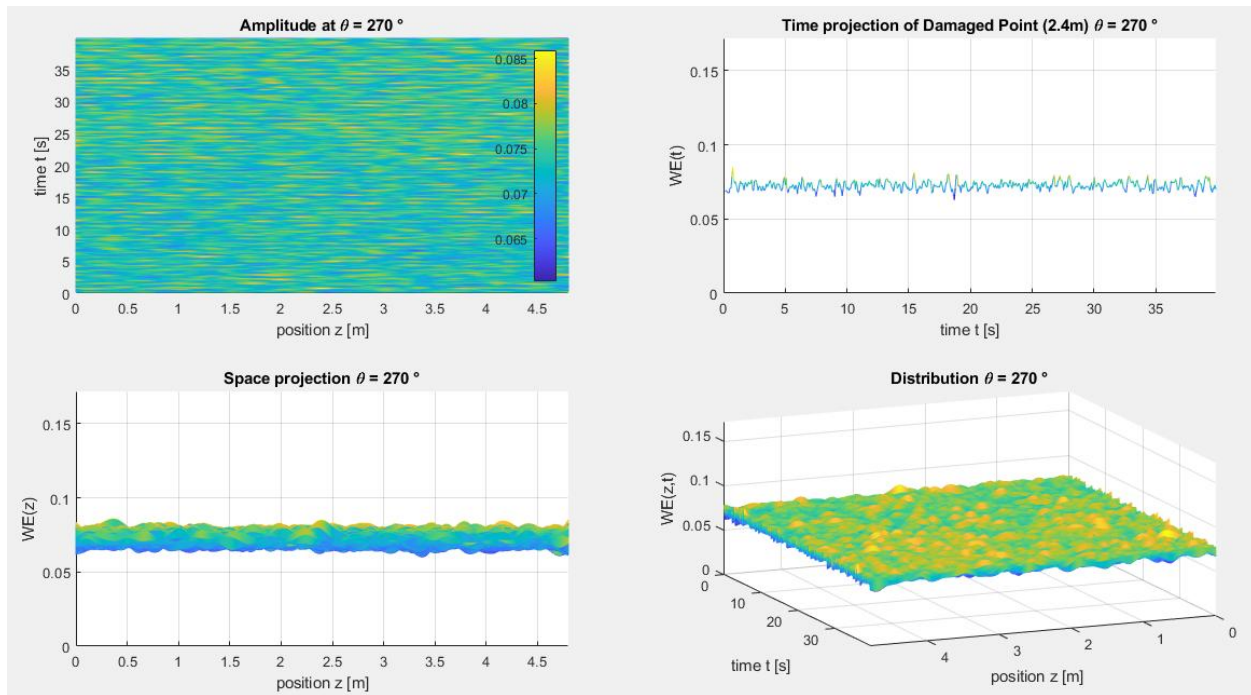 Amplitude at θ = 270 °
time t [s]
35
30
25
20
15
10
5
0
0 0.5 1 1.5 2 2.5 3 3.5 4 4.5
position z [m]
0.085
0.08
0.075
0.07
0.065
Time projection of Damaged Point (2.4m) θ = 270 °
WE(t)
0.15
0.1
0.05
0
0 5 10 15 20 25 30 35
time t [s]
Space projection θ = 270 °
WE(z)
0.15
0.1
0.05
0
0 0.5 1 1.5 2 2.5 3 3.5 4 4.5
position z [m]
Distribution θ = 270 °
WE(z,t)
0.15
0.1
0.05
0
0
10
20
30
time t [s]
4 3 2 1 0
position z [m]